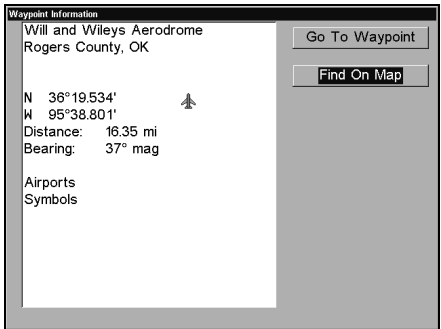 Waypoint Information
Will and Wileys Aerodrome
Rogers County, OK
N 36°19.534'
W 95°38.801'
Distance: 16.35 mi
Bearing: 37° mag
Airports
Symbols
Go To Waypoint
Find On Map